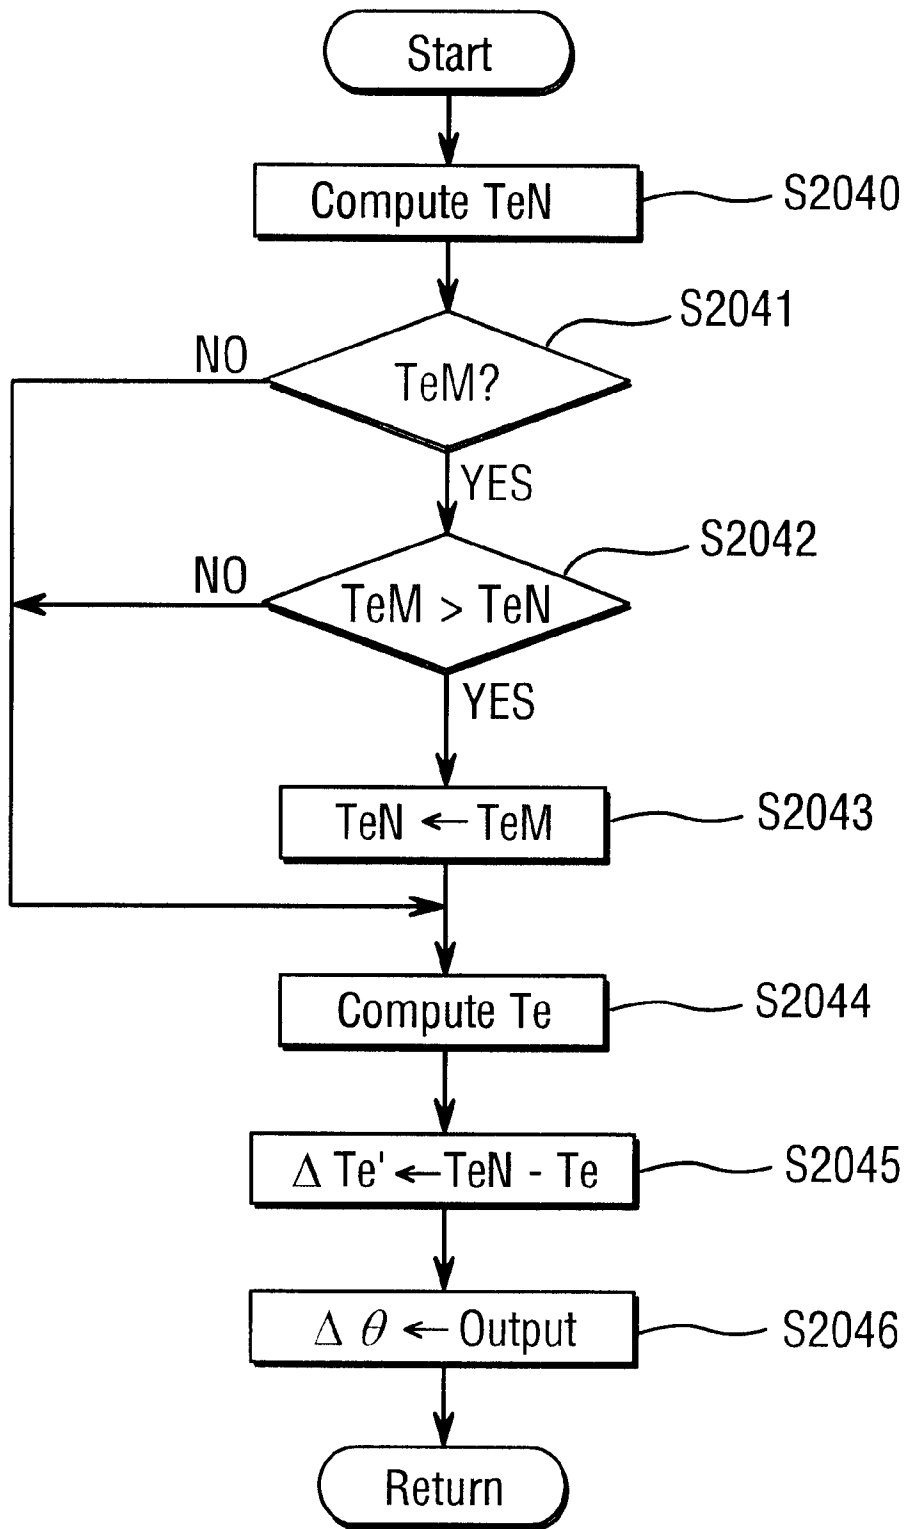 Start
Compute TeN
S2040
S2041
NO
TeM?
YES
S2042
NO
TeM > TeN
YES
TeN ← TeM
S2043
Compute Te
S2044
Δ Te' ← TeN - Te
S2045
Δ θ ← Output
S2046
Return